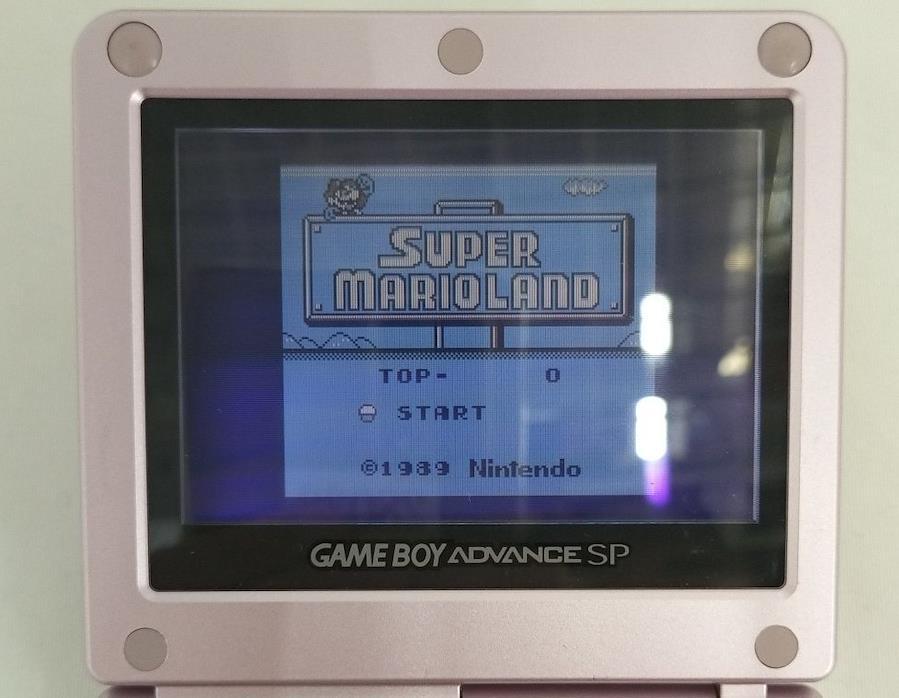 SUPER
MARIOLAND
TOP- 0
START
©1989 Nintendo
GAME BOY ADVANCE SP